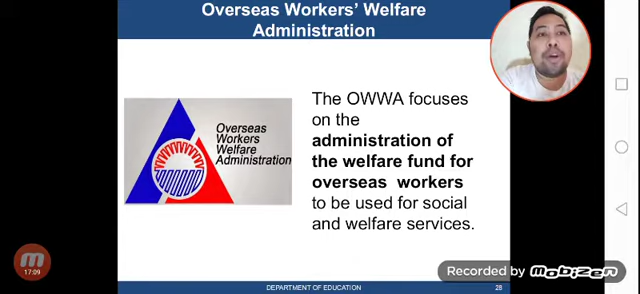 Overseas Workers' Welfare
Administration
Overseas
Workers
Welfare
Administration
The OWWA focuses
on the
administration of
the welfare fund for
overseas workers
to be used for social
and welfare services.
DEPARTMENT OF EDUCATION
28
m
17:09
Recorded by mobizen